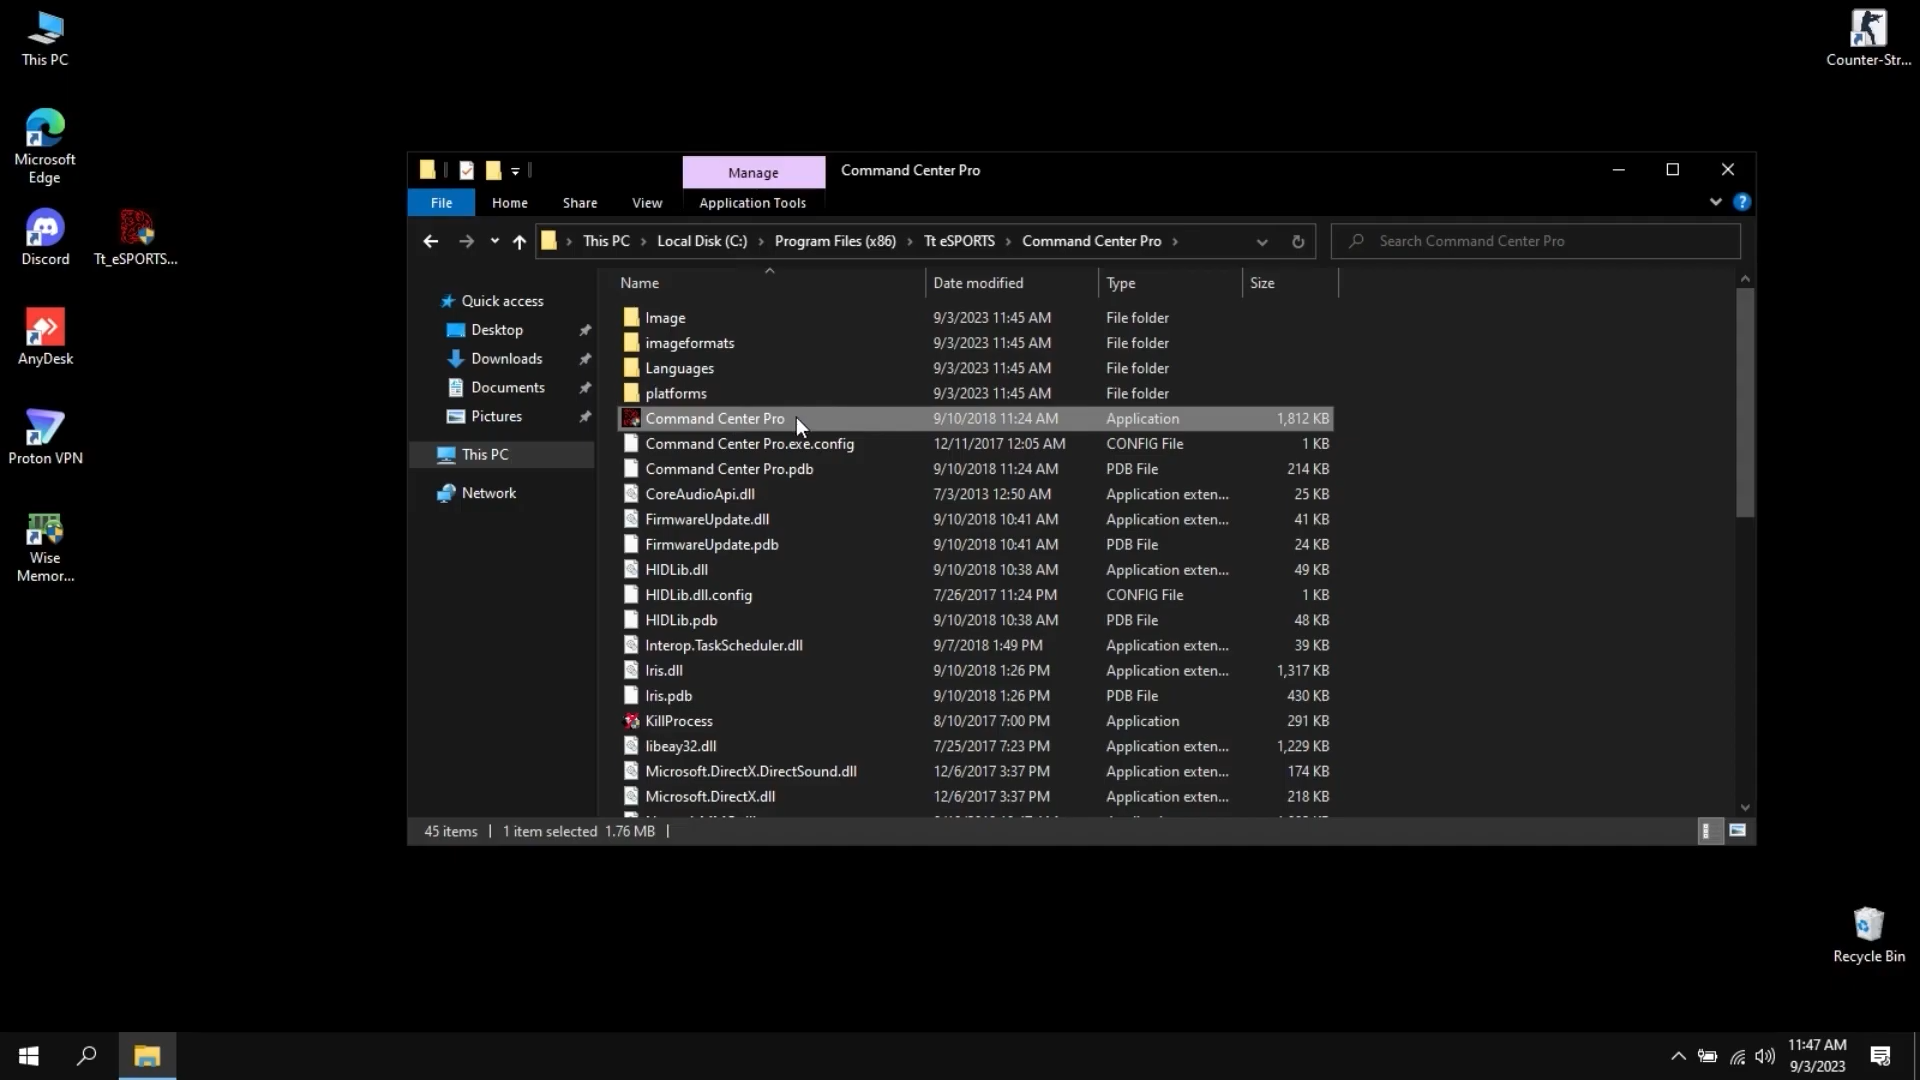 This PC
Counter-Str...
Microsoft
Edge
Discord
Tt_eSPORTS...
AnyDesk
Proton VPN
Wise
Memor...
Manage
Command Center Pro
File
Home
Share
View
Application Tools
This PC
Local Disk (C:)
Program Files (x86)
Tt eSPORTS
Command Center Pro
Search Command Center Pro
Name
Date modified
Type
Size
Quick access
Desktop
Downloads
Documents
Pictures
This PC
Network
Image 9/3/2023 11:45 AM File folder
imageformats 9/3/2023 11:45 AM File folder
Languages 9/3/2023 11:45 AM File folder
platforms 9/3/2023 11:45 AM File folder
Command Center Pro 9/10/2018 11:24 AM Application 1,812 KB
Command Center Pro.exe.config 12/11/2017 12:05 AM CONFIG File 1 KB
Command Center Pro.pdb 9/10/2018 11:24 AM PDB File 214 KB
CoreAudioApi.dll 7/3/2013 12:50 AM Application exten... 25 KB
FirmwareUpdate.dll 9/10/2018 10:41 AM Application exten... 41 KB
FirmwareUpdate.pdb 9/10/2018 10:41 AM PDB File 24 KB
HIDLib.dll 9/10/2018 10:38 AM Application exten... 49 KB
HIDLib.dll.config 7/26/2017 11:24 PM CONFIG File 1 KB
HIDLib.pdb 9/10/2018 10:38 AM PDB File 48 KB
Interop.TaskScheduler.dll 9/7/2018 1:49 PM Application exten... 39 KB
Iris.dll 9/10/2018 1:26 PM Application exten... 1,317 KB
Iris.pdb 9/10/2018 1:26 PM PDB File 430 KB
KillProcess 8/10/2017 7:00 PM Application 291 KB
libeay32.dll 7/25/2017 7:23 PM Application exten... 1,229 KB
Microsoft.DirectX.DirectSound.dll 12/6/2017 3:37 PM Application exten... 174 KB
Microsoft.DirectX.dll 12/6/2017 3:37 PM Application exten... 218 KB
45 items | 1 item selected 1.76 MB |
Recycle Bin
11:47 AM
9/3/2023